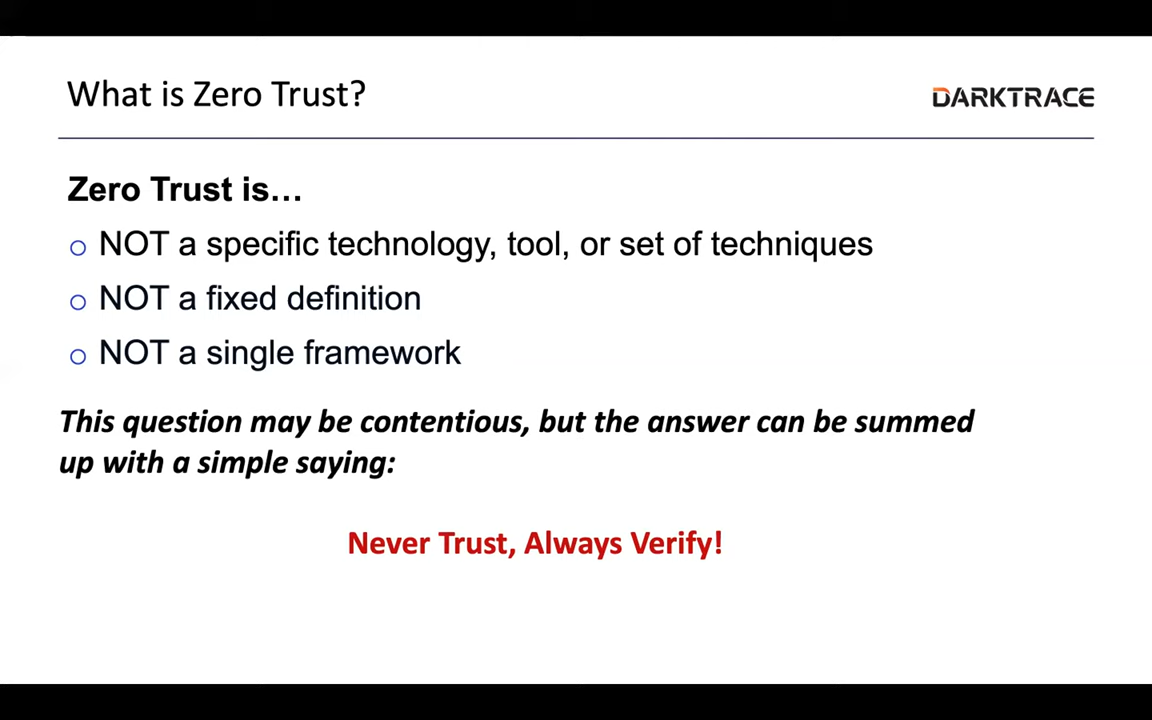 What is Zero Trust?
DARKTRACE
Zero Trust is...
NOT a specific technology, tool, or set of techniques
NOT a fixed definition
NOT a single framework
This question may be contentious, but the answer can be summed
up with a simple saying:
Never Trust, Always Verify!